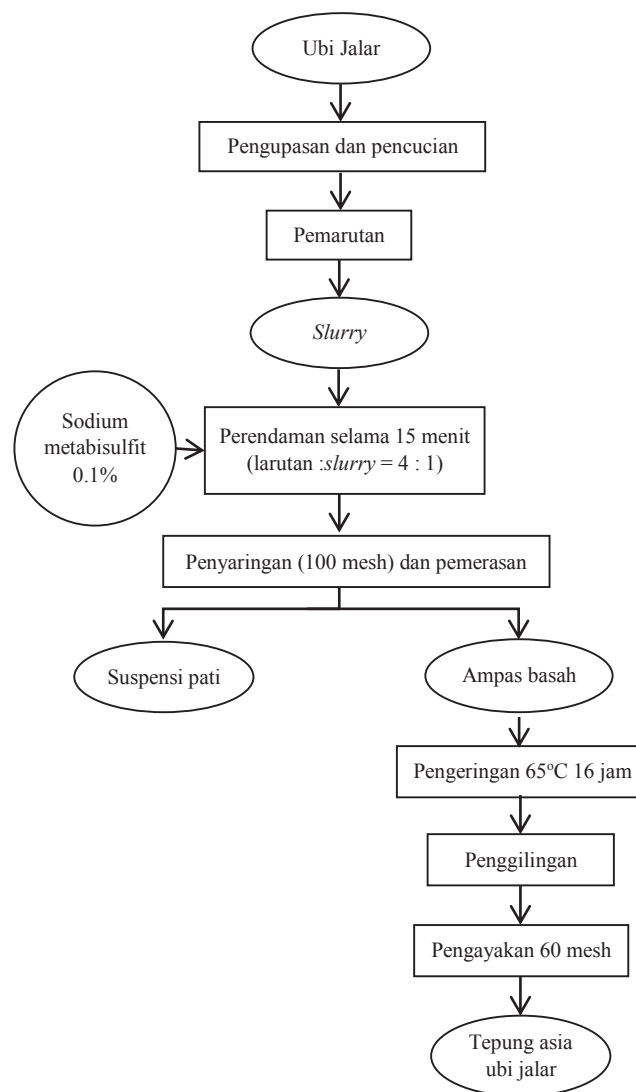 Ubi Jalar
Pengupasan dan pencucian
Pemarutan
Slurry
Sodium
metabisulfit
0.1%
Perendaman selama 15 menit
(larutan :slurry = 4 : 1)
Penyaringan (100 mesh) dan pemerasan
Suspensi pati
Ampas basah
Pengeringan 65ºC 16 jam
Penggilingan
Pengayakan 60 mesh
Tepung asia
ubi jalar